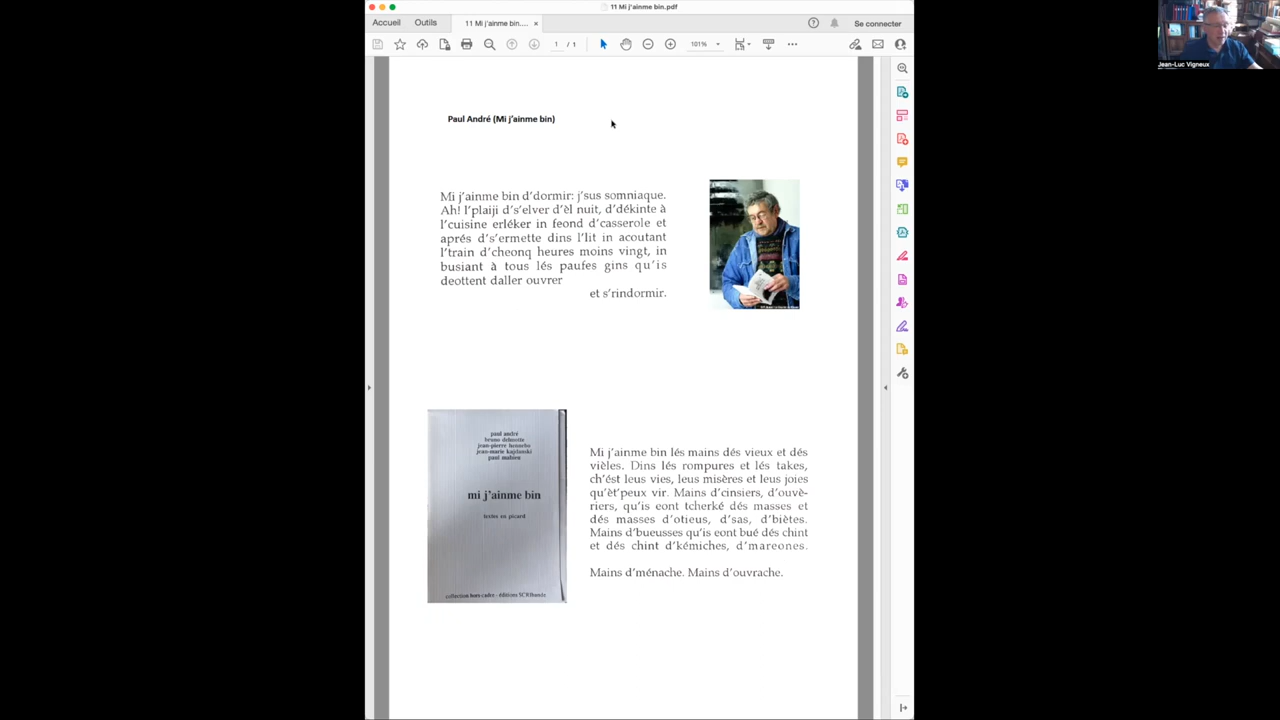 11 Mi j'ainme bin.pdf
Accueil
Outils
11 Mi j'ainme bin....
×
Se connecter
1 / 1
101%
Jean-Luc Vigneux
Paul André (Mi j'ainme bin)
Mi j'ainme bin d'dormir: j'sus somniaque.
Ah! l'plaiji d's'elver d'èl nuit, d'dékinte à
l'cuisine erléker in feond d'casserole et
aprés d's'ermette dins l'lit in acoutant
l'train d'cheonq heures moins vingt, in
busiant à tous lés paufes gins qu'is
deottent daller ouvrer
et s'rindormir.
paul andré
bruno delmotte
jean-marie kajdanski
paul mahieu
mi j'ainme bin
textes en picard
collection hors-cadre - éditions
Mi j'ainme bin lés mains dés vieux et dés
vièles. Dins lés rompures et lés takes,
ch'ést leus vies, leus misères et leus joies
qu'èt'peux vir. Mains d'cinsiers, d'ouvè-
riers, qu'is eont tcherké dés masses et
dés masses d'otieus, d'sas, d'biètes.
Mains d'bueusses qu'is eont bué dés chint
et dés chint d'kémiches, d'mareones.
Mains d'ménache. Mains d'ouvrache.